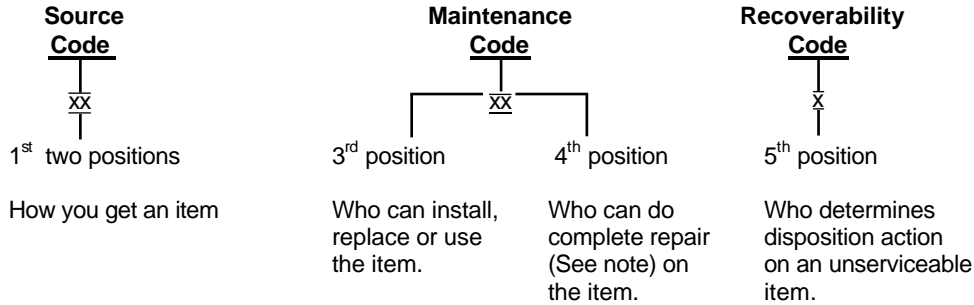 Source Maintenance Recoverability
Code Code Code
xx xx x
1st two positions 3rd position 4th position 5th position
How you get an item Who can install, Who can do Who determines
replace or use complete repair disposition action
the item. (See note) on on an unserviceable
the item. item.